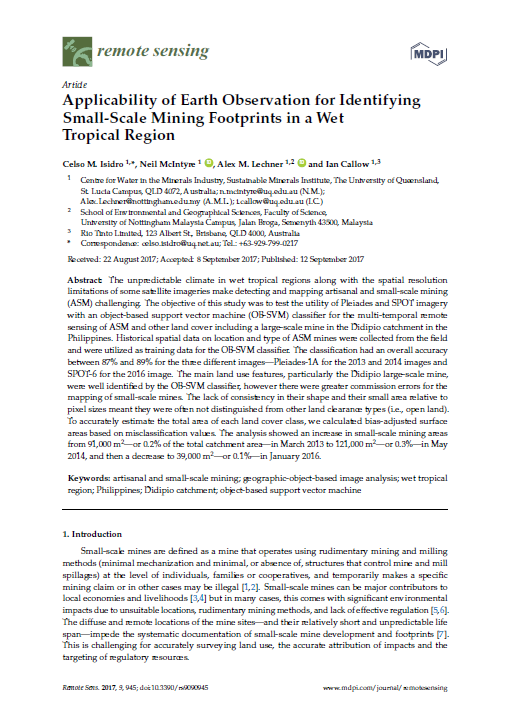 remote sensing
MDPI
Article
Applicability of Earth Observation for Identifying
Small-Scale Mining Footprints in a Wet
Tropical Region
Celso M. Isidro 1,*, Neil McIntyre 1, Alex M. Lechner 1,2 and Ian Callow 1,3
1 Centre for Water in the Minerals Industry, Sustainable Minerals Institute, The University of Queensland,
St. Lucia Campus, QLD 4072, Australia; n.mcintyre@uq.edu.au (N.M.);
Alex.Lechner@nottingham.edu.my (A.M.L.); i.callow@uq.edu.au (I.C.)
2 School of Environmental and Geographical Sciences, Faculty of Science,
University of Nottingham Malaysia Campus, Jalan Broga, Semenyih 43500, Malaysia
3 Rio Tinto Limited, 123 Albert St., Brisbane, QLD 4000, Australia
* Correspondence: celso.isidro@uq.net.au; Tel.: +63-929-799-0217
Received: 22 August 2017; Accepted: 8 September 2017; Published: 12 September 2017
Abstract: The unpredictable climate in wet tropical regions along with the spatial resolution
limitations of some satellite imageries make detecting and mapping artisanal and small-scale mining
(ASM) challenging. The objective of this study was to test the utility of Pleiades and SPOT imagery
with an object-based support vector machine (OB-SVM) classifier for the multi-temporal remote
sensing of ASM and other land cover including a large-scale mine in the Didipio catchment in the
Philippines. Historical spatial data on location and type of ASM mines were collected from the field
and were utilized as training data for the OB-SVM classifier. The classification had an overall accuracy
between 87% and 89% for the three different images—Pleiades-1A for the 2013 and 2014 images and
SPOT-6 for the 2016 image. The main land use features, particularly the Didipio large-scale mine,
were well identified by the OB-SVM classifier, however there were greater commission errors for the
mapping of small-scale mines. The lack of consistency in their shape and their small area relative to
pixel sizes meant they were often not distinguished from other land clearance types (i.e., open land).
To accurately estimate the total area of each land cover class, we calculated bias-adjusted surface
areas based on misclassification values. The analysis showed an increase in small-scale mining areas
from 91,000 m2—or 0.2% of the total catchment area—in March 2013 to 121,000 m2—or 0.3%—in May
2014, and then a decrease to 39,000 m2—or 0.1%—in January 2016.
Keywords: artisanal and small-scale mining; geographic-object-based image analysis; wet tropical
region; Philippines; Didipio catchment; object-based support vector machine
1. Introduction
Small-scale mines are defined as a mine that operates using rudimentary mining and milling
methods (minimal mechanization and minimal, or absence of, structures that control mine and mill
spillages) at the level of individuals, families or cooperatives, and temporarily makes a specific
mining claim or in other cases may be illegal [1,2]. Small-scale mines can be major contributors to
local economies and livelihoods [3,4] but in many cases, this comes with significant environmental
impacts due to unsuitable locations, rudimentary mining methods, and lack of effective regulation [5,6].
The diffuse and remote locations of the mine sites—and their relatively short and unpredictable life
span—impede the systematic documentation of small-scale mine development and footprints [7].
This is challenging for accurately surveying land use, the accurate attribution of impacts and the
targeting of regulatory resources.
Remote Sens. 2017, 9, 945; doi:10.3390/rs9090945
www.mdpi.com/journal/remotesensing